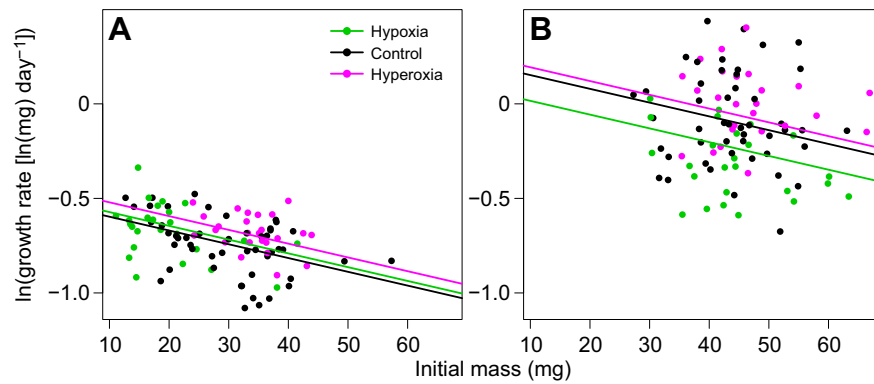 A
B
Hypoxia
Control
Hyperoxia
ln(growth rate [ln(mg) day⁻¹])
0
−0.5
−1.0
0
−0.5
−1.0
10 20 30 40 50 60
10 20 30 40 50 60
Initial mass (mg)